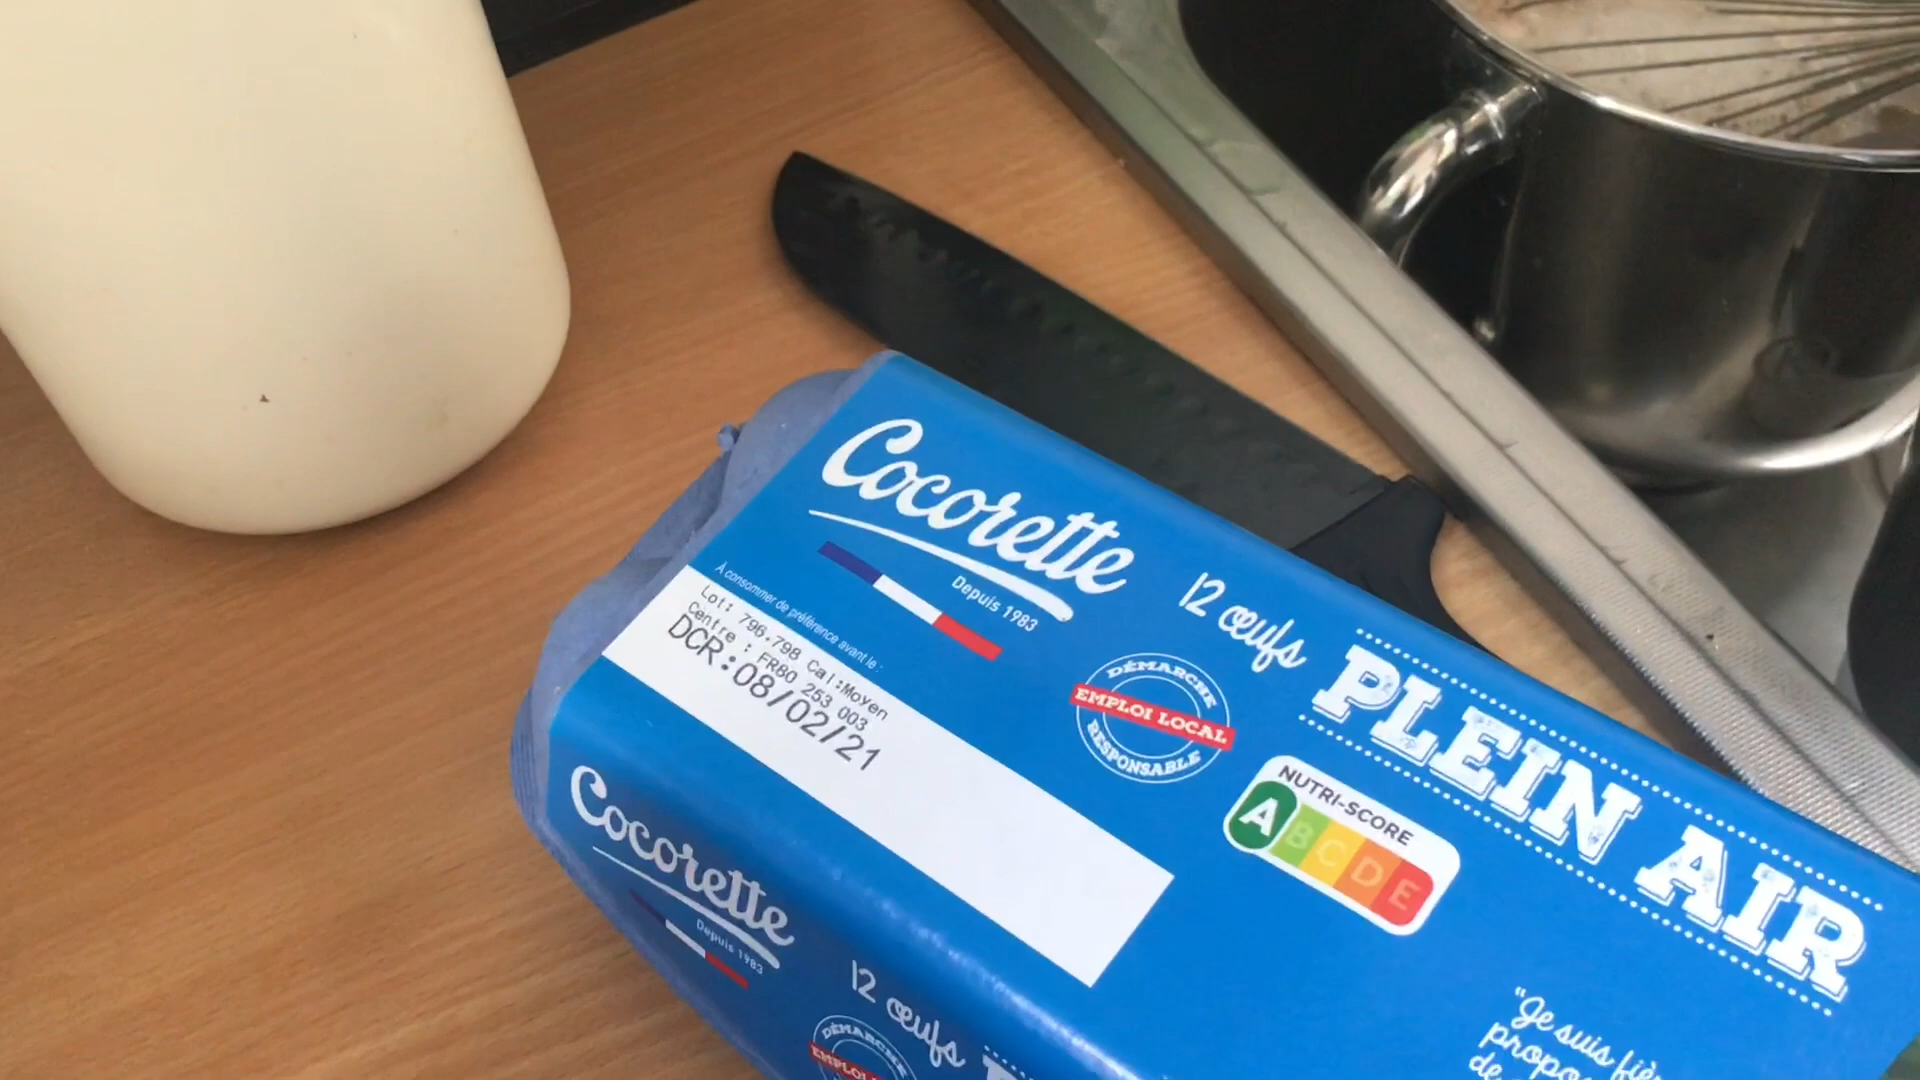 Cocorette
Depuis 1983
À consommer de préférence avant le :
Lot: 796.798 Cal:Moyen
Centre : FR80 253 003
DCR:08/02/21
12 œufs
PLEIN AIR
DÉMARCHE
EMPLOI LOCAL
RESPONSABLE
NUTRI-SCORE
A B C D E
"Je suis
de
Cocorette
Depuis 1983
12 œufs
DÉMARCHE